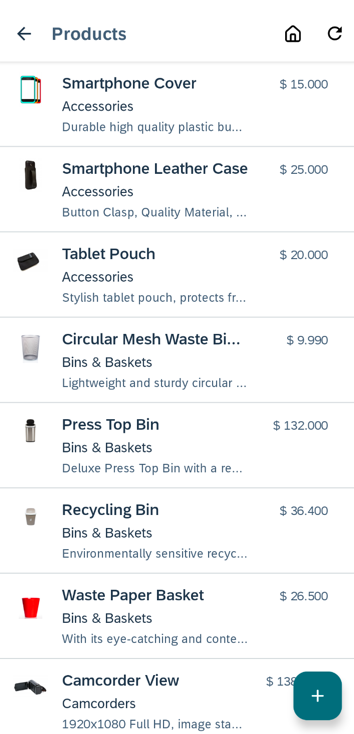 Products
Smartphone Cover $ 15.000
Accessories
Durable high quality plastic bu...
Smartphone Leather Case $ 25.000
Accessories
Button Clasp, Quality Material, ...
Tablet Pouch $ 20.000
Accessories
Stylish tablet pouch, protects fr...
Circular Mesh Waste Bi... $ 9.990
Bins & Baskets
Lightweight and sturdy circular ...
Press Top Bin $ 132.000
Bins & Baskets
Deluxe Press Top Bin with a re...
Recycling Bin $ 36.400
Bins & Baskets
Environmentally sensitive recyc...
Waste Paper Basket $ 26.500
Bins & Baskets
With its eye-catching and conte...
Camcorder View $ 138
Camcorders
1920x1080 Full HD, image sta...